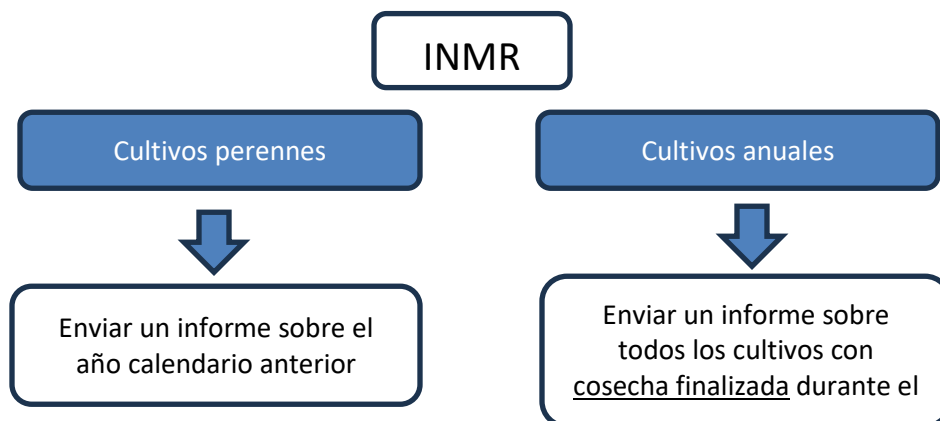 INMR
Cultivos perennes
Cultivos anuales
Enviar un informe sobre el
año calendario anterior
Enviar un informe sobre
todos los cultivos con
cosecha finalizada durante el